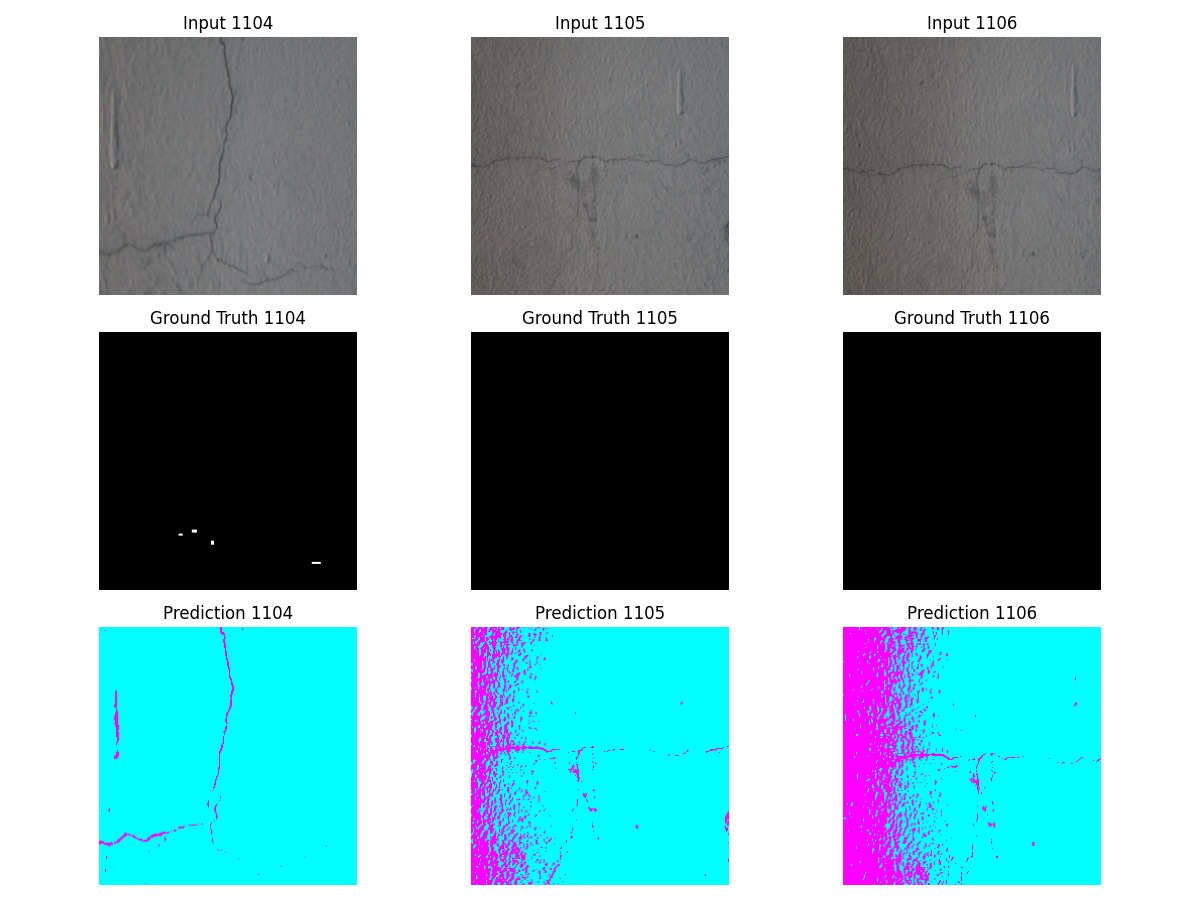 Input 1104
Input 1105
Input 1106
Ground Truth 1104
Ground Truth 1105
Ground Truth 1106
Prediction 1104
Prediction 1105
Prediction 1106